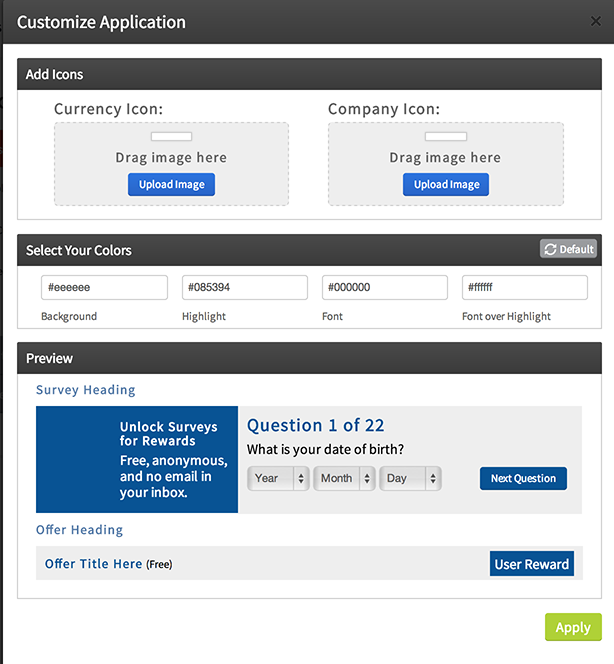 Customize Application
×
Add Icons
Currency Icon:
Company Icon:
Drag image here
Drag image here
Upload Image
Upload Image
Select Your Colors
Default
#eeeeee
#085394
#000000
#ffffff
Background
Highlight
Font
Font over Highlight
Preview
Survey Heading
Unlock Surveys
for Rewards
Free, anonymous,
and no email in
your inbox.
Question 1 of 22
What is your date of birth?
Year
Month
Day
Next Question
Offer Heading
Offer Title Here (Free)
User Reward
Apply